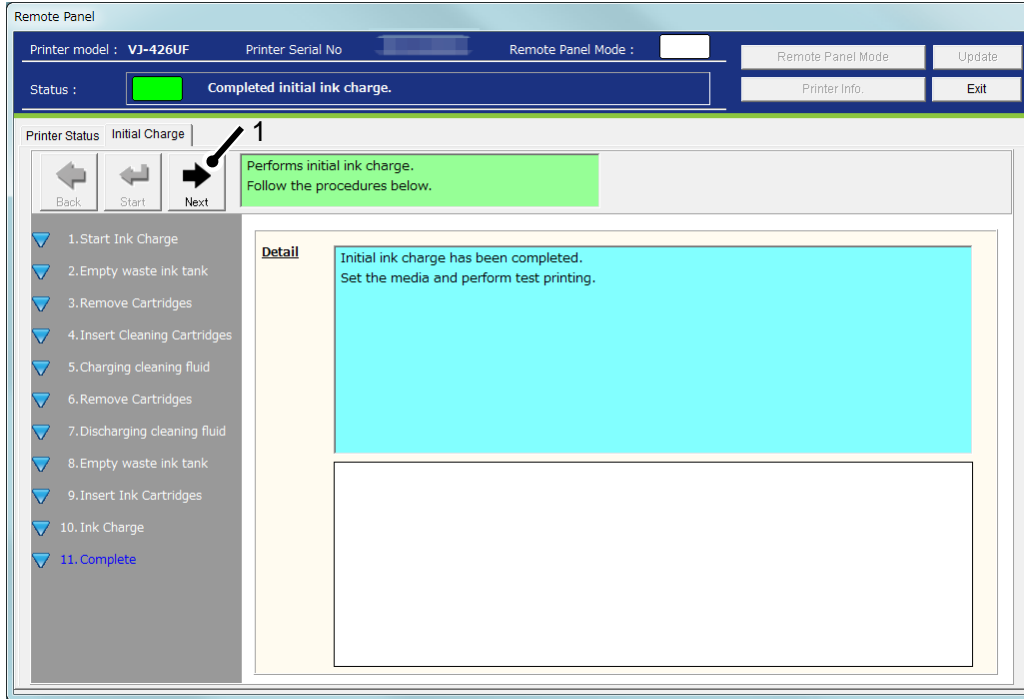 Remote Panel
Printer model : VJ-426UF Printer Serial No Remote Panel Mode :
Remote Panel Mode Update
Status : Completed initial ink charge.
Printer Info. Exit
Printer Status Initial Charge 1
Back Start Next
Performs initial ink charge.
Follow the procedures below.
1.Start Ink Charge
2.Empty waste ink tank
3.Remove Cartridges
4.Insert Cleaning Cartridges
5.Charging cleaning fluid
6.Remove Cartridges
7.Discharging cleaning fluid
8.Empty waste ink tank
9.Insert Ink Cartridges
10.Ink Charge
11.Complete
Detail
Initial ink charge has been completed.
Set the media and perform test printing.